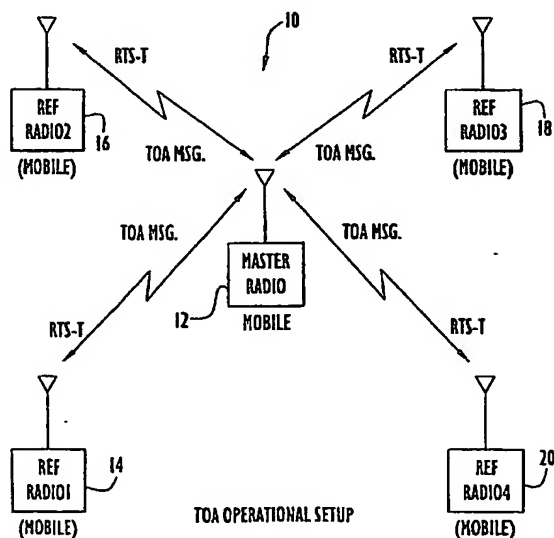 10
RTS-T
RTS-T
REF
RADIO2
16
(MOBILE)
REF
RADIO3
18
(MOBILE)
TOA MSG.
TOA MSG.
TOA MSG.
TOA MSG.
MASTER
RADIO
12
MOBILE
RTS-T
RTS-T
REF
RADIO1
14
(MOBILE)
REF
RADIO4
20
(MOBILE)
TOA OPERATIONAL SETUP